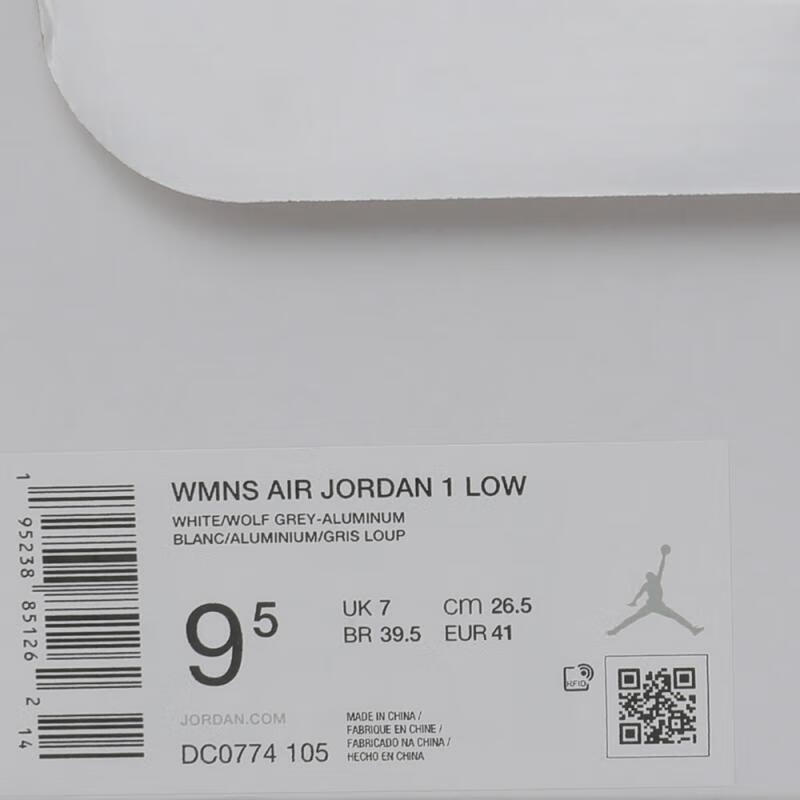 WMNS AIR JORDAN 1 LOW
WHITE/WOLF GREY-ALUMINUM
BLANC/ALUMINIUM/GRIS LOUP
9⁵
UK 7 cm 26.5
BR 39.5 EUR 41
RFID
JORDAN.COM
DC0774 105
MADE IN CHINA /
FABRIQUE EN CHINE /
FABRICADO NA CHINA /
HECHO EN CHINA
1 95238 85126 2 14